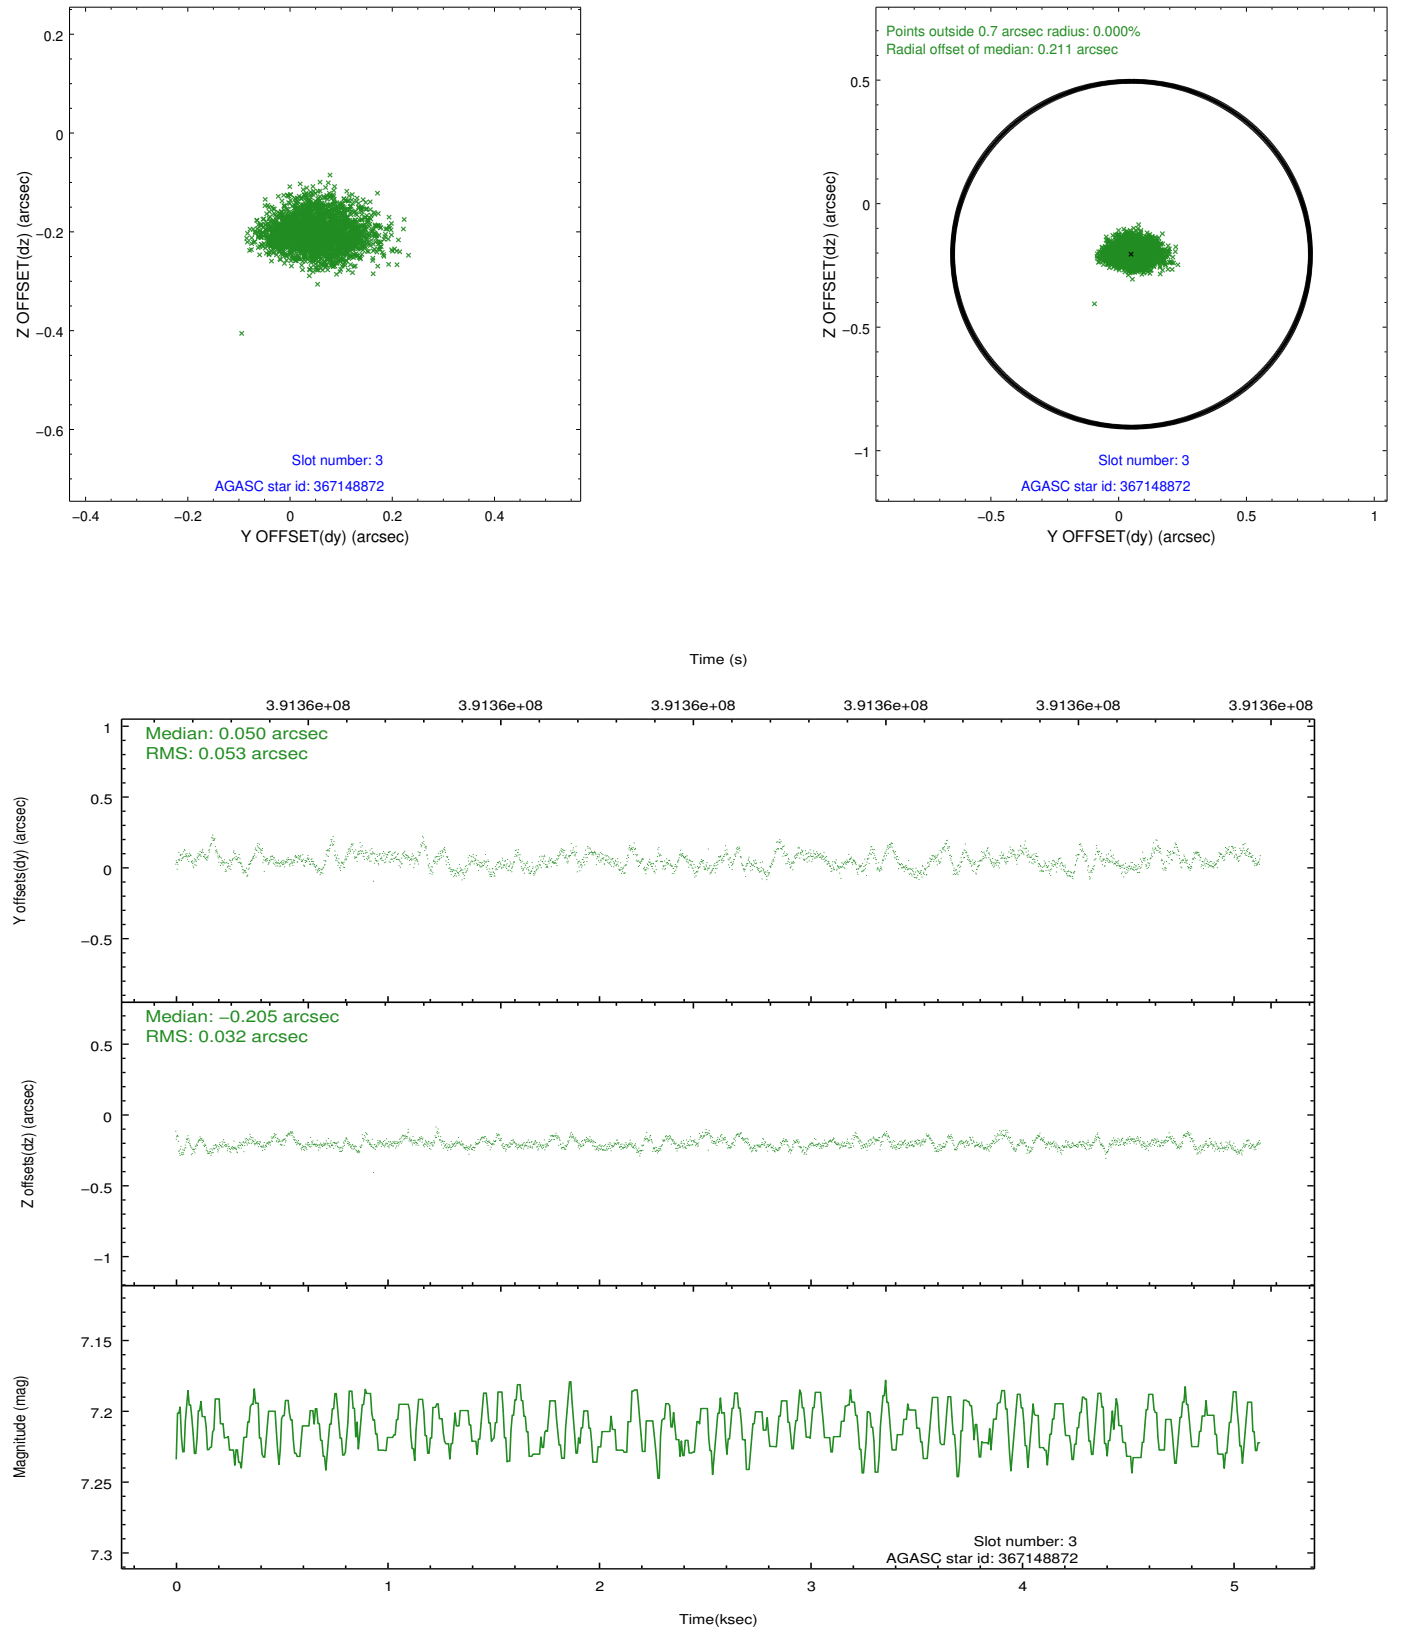 0.2
0
−0.2
−0.4
−0.6
Z OFFSET(dz) (arcsec)
Slot number: 3
AGASC star id: 367148872
−0.4 −0.2 0 0.2 0.4
Y OFFSET(dy) (arcsec)
Points outside 0.7 arcsec radius: 0.000%
Radial offset of median: 0.211 arcsec
0.5
0
−0.5
−1
Z OFFSET(dz) (arcsec)
Slot number: 3
AGASC star id: 367148872
−0.5 0 0.5 1
Y OFFSET(dy) (arcsec)
Time (s)
3.9136e+08 3.9136e+08 3.9136e+08 3.9136e+08 3.9136e+08 3.9136e+08
Median: 0.050 arcsec
RMS: 0.053 arcsec
1
0.5
0
−0.5
Y offsets(dy) (arcsec)
Median: −0.205 arcsec
RMS: 0.032 arcsec
0.5
0
−0.5
−1
Z offsets(dz) (arcsec)
7.15
7.2
7.25
7.3
Magnitude (mag)
Slot number: 3
AGASC star id: 367148872
0 1 2 3 4 5
Time(ksec)